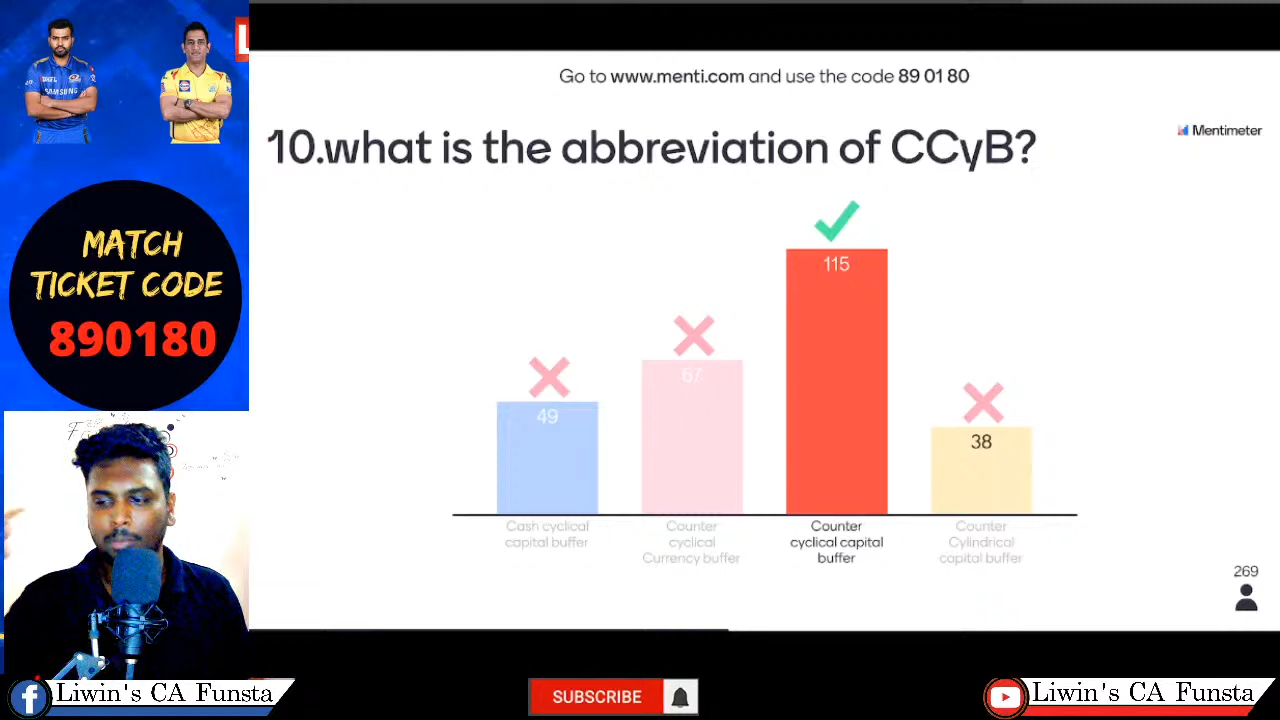 Go to www.menti.com and use the code 89 01 80
Mentimeter
10.what is the abbreviation of CCyB?
MATCH
TICKET CODE
890180
SAMSUNG
49
67
115
38
Cash cyclical
capital buffer
Counter
cyclical
Currency buffer
Counter
cyclical capital
buffer
Counter
Cylindrical
capital buffer
269
Liwin's CA Funsta
SUBSCRIBE
Liwin's CA Funsta